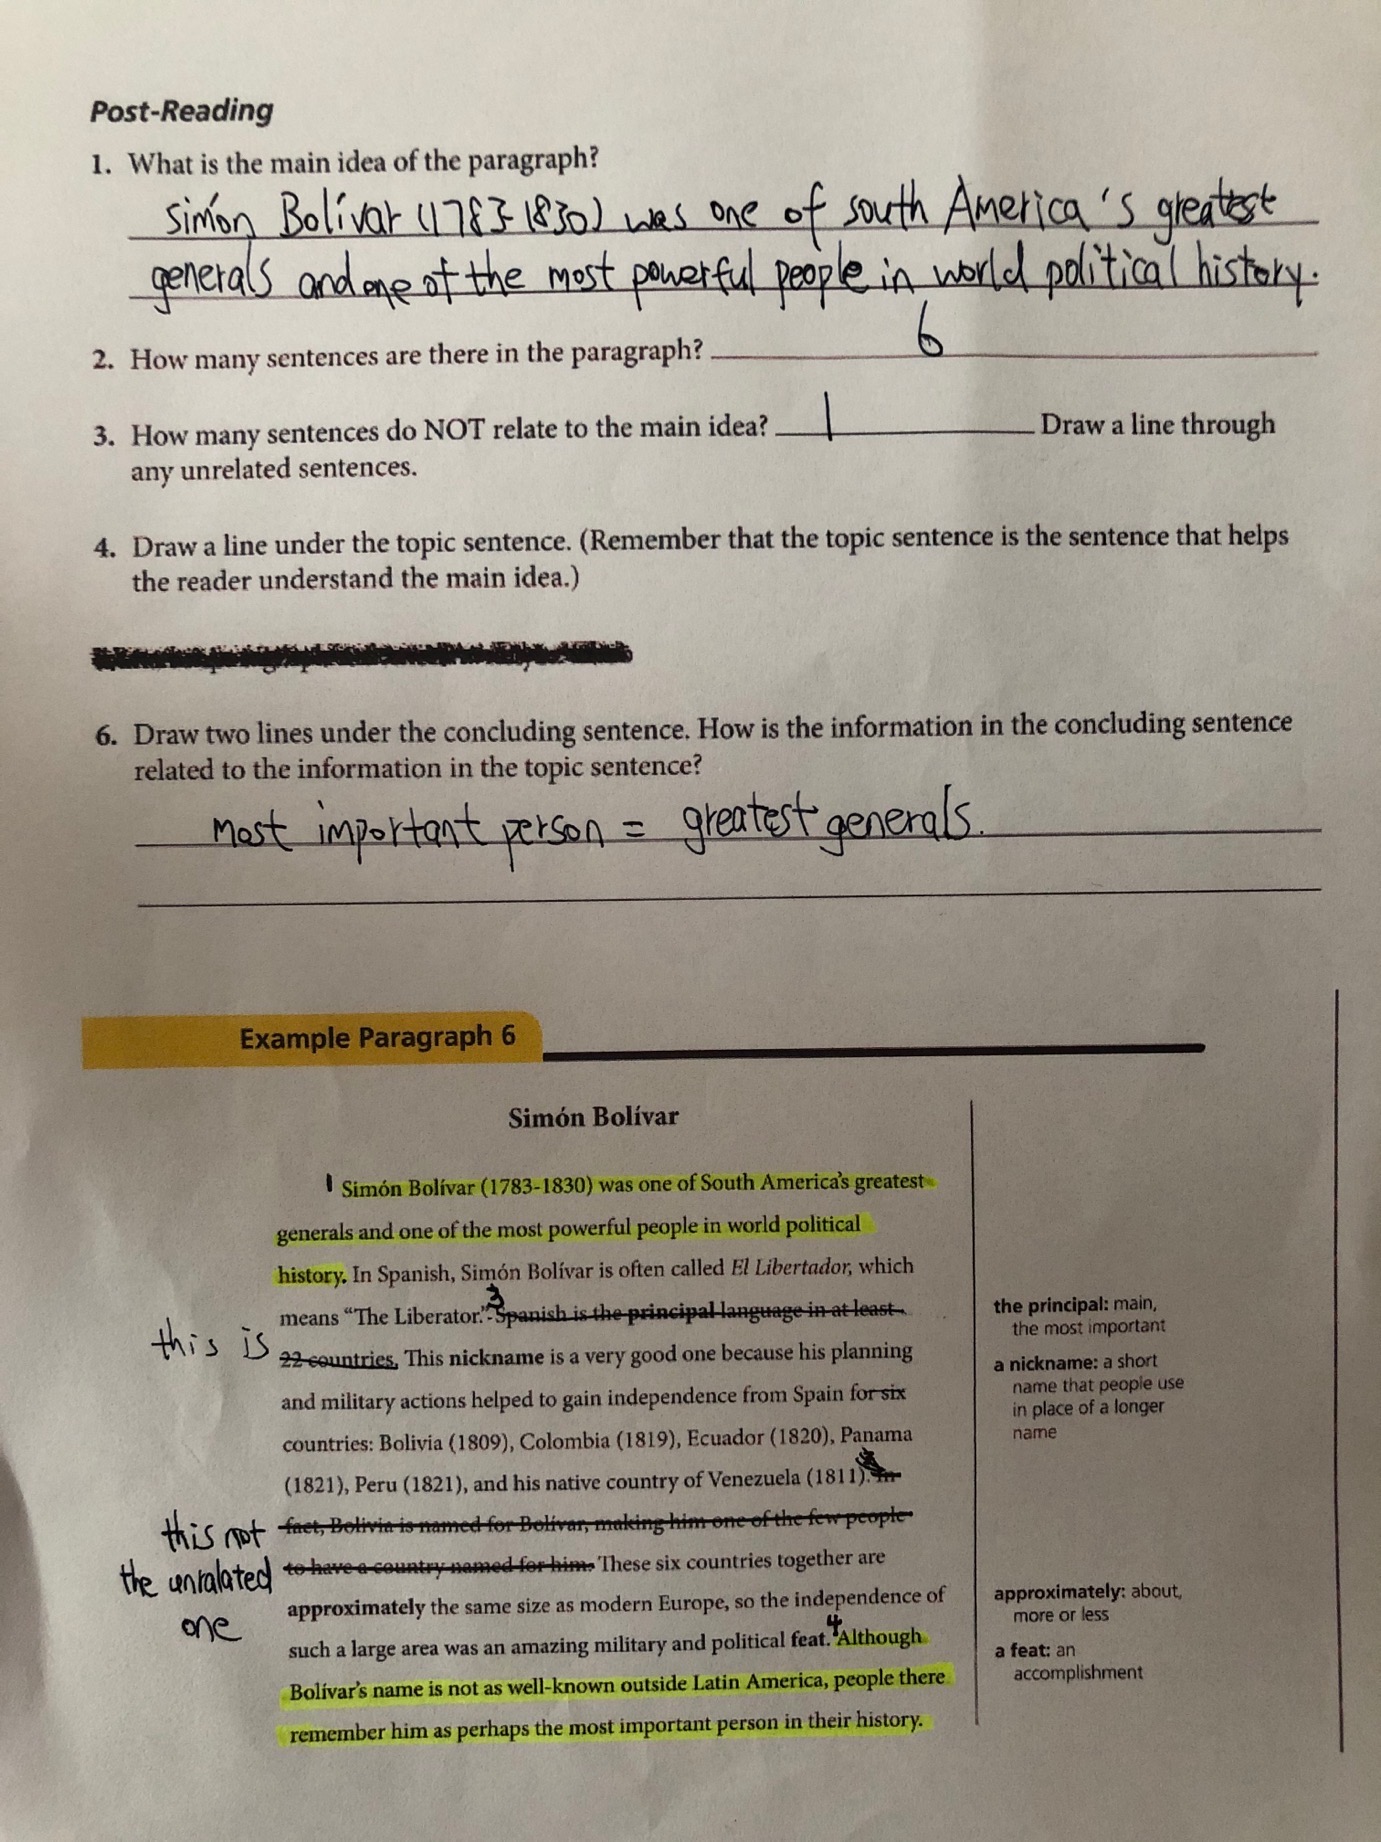 Post-Reading
1. What is the main idea of the paragraph?
Simón Bolívar (1783-1830) was one of south America's greatest
generals and one of the most powerful people in world political history.
2. How many sentences are there in the paragraph? 6
3. How many sentences do NOT relate to the main idea? 1 Draw a line through
any unrelated sentences.
4. Draw a line under the topic sentence. (Remember that the topic sentence is the sentence that helps
the reader understand the main idea.)
6. Draw two lines under the concluding sentence. How is the information in the concluding sentence
related to the information in the topic sentence?
most important person = greatest generals.
Example Paragraph 6
Simón Bolívar
1 Simón Bolívar (1783-1830) was one of South America's greatest
generals and one of the most powerful people in world political
history. In Spanish, Simón Bolívar is often called El Libertador, which
means "The Liberator." 3 Spanish is the principal language in at least
this is 22 countries. This nickname is a very good one because his planning
and military actions helped to gain independence from Spain for six
countries: Bolivia (1809), Colombia (1819), Ecuador (1820), Panama
(1821), Peru (1821), and his native country of Venezuela (1811). In
fact, Bolivia is named for Bolívar, making him one of the few people
to have a country named for him. These six countries together are
approximately the same size as modern Europe, so the independence of
such a large area was an amazing military and political feat. 4 Although
Bolívar's name is not as well-known outside Latin America, people there
remember him as perhaps the most important person in their history.
this not
the unralated
one
the principal: main,
the most important
a nickname: a short
name that people use
in place of a longer
name
approximately: about,
more or less
a feat: an
accomplishment